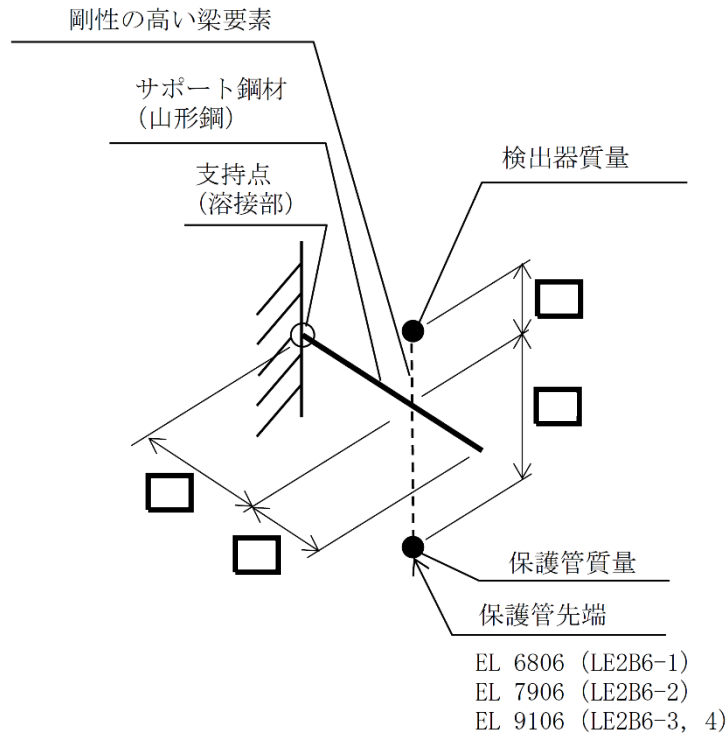 剛性の高い梁要素
サポート鋼材
(山形鋼)
支持点
(溶接部)
検出器質量
保護管質量
保護管先端
EL 6806 (LE2B6-1)
EL 7906 (LE2B6-2)
EL 9106 (LE2B6-3, 4)